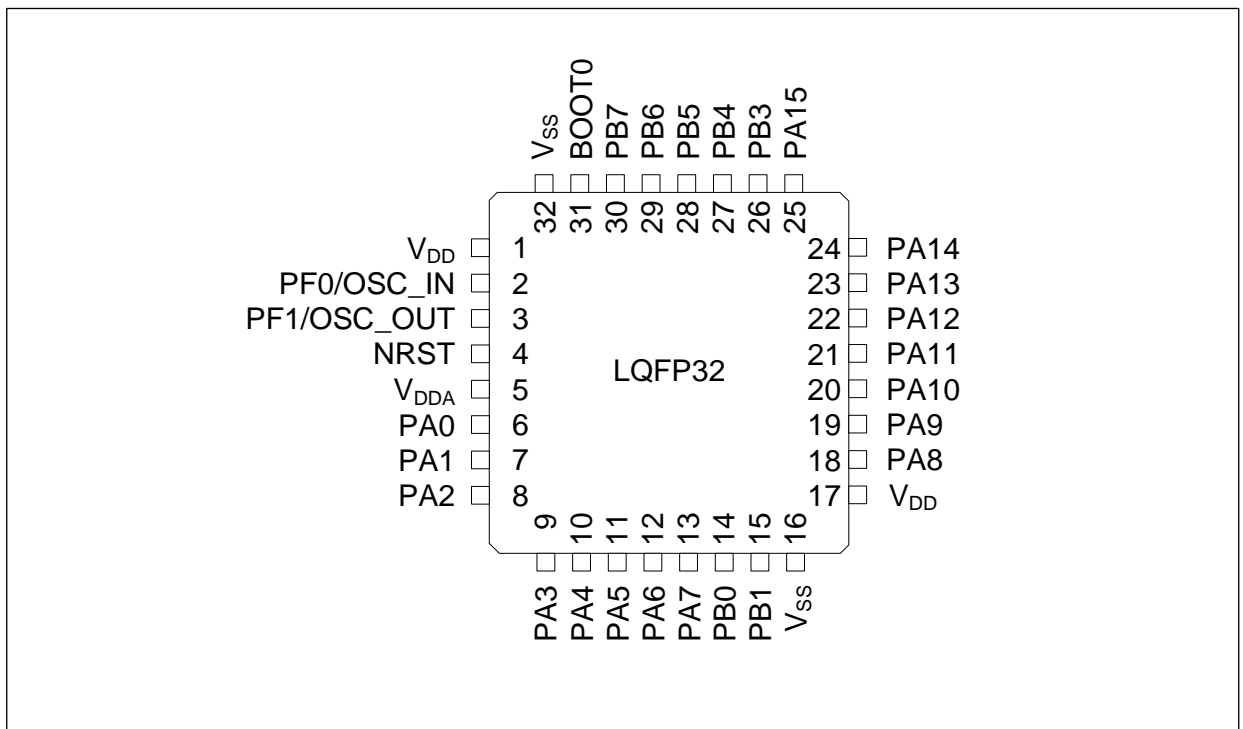 VSS
BOOT0
PB7
PB6
PB5
PB4
PB3
PA15
32
31
30
29
28
27
26
25
VDD 1
PF0/OSC_IN 2
PF1/OSC_OUT 3
NRST 4
VDDA 5
PA0 6
PA1 7
PA2 8
LQFP32
24 PA14
23 PA13
22 PA12
21 PA11
20 PA10
19 PA9
18 PA8
17 VDD
9
10
11
12
13
14
15
16
PA3
PA4
PA5
PA6
PA7
PB0
PB1
VSS